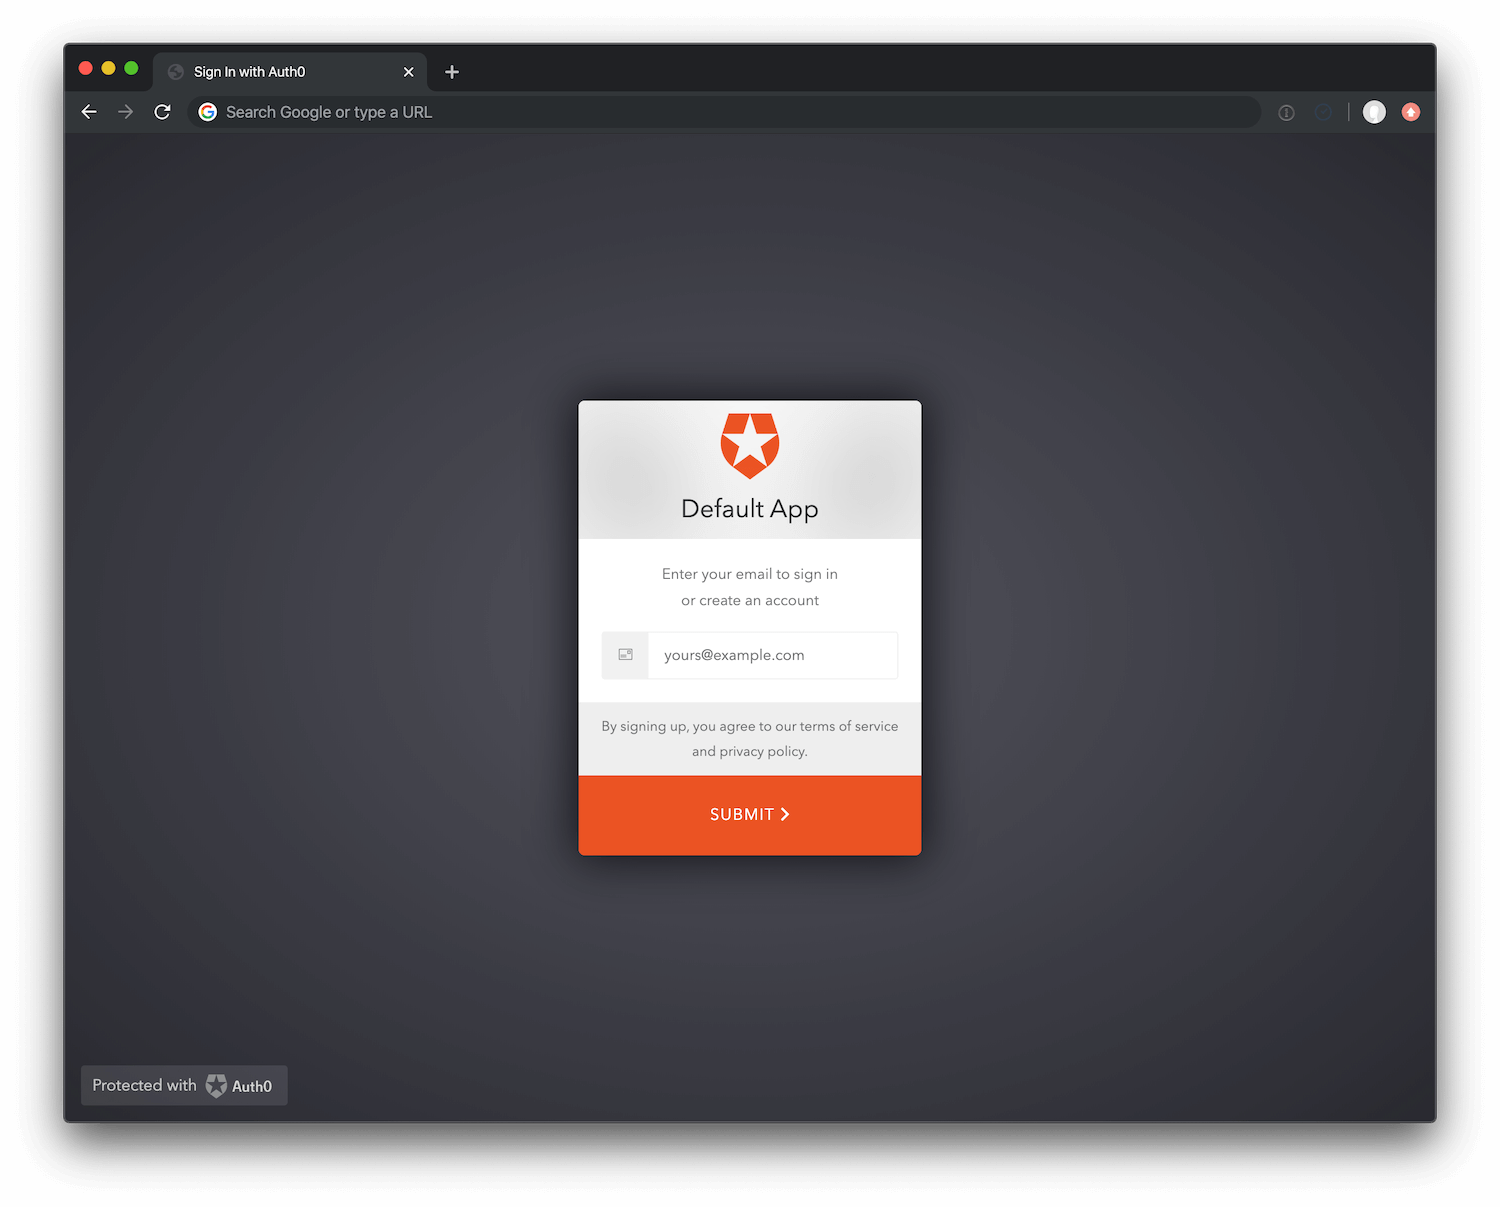 Sign In with Auth0
Search Google or type a URL
Default App
Enter your email to sign in
or create an account
yours@example.com
By signing up, you agree to our terms of service
and privacy policy.
SUBMIT
Protected with Auth0